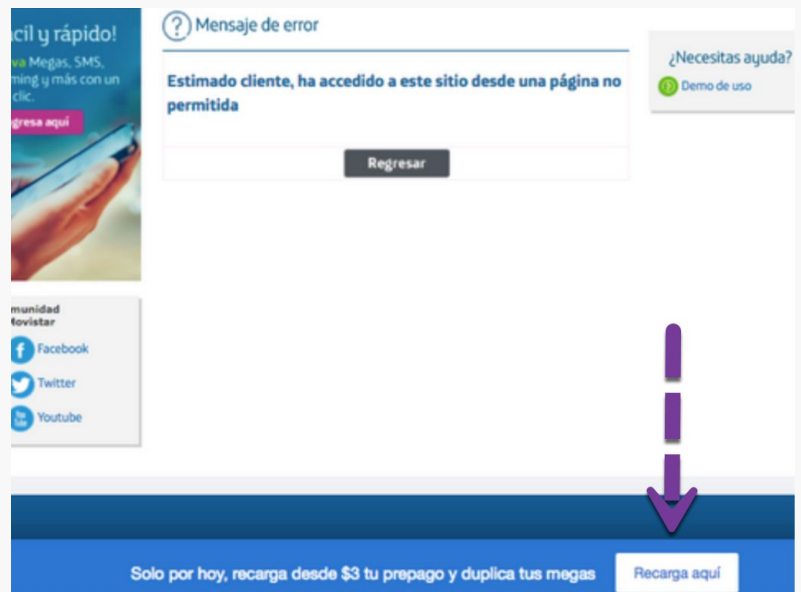 cil y rápido!
va Megas, SMS,
ming y más con un
clic.
gresa aquí
Mensaje de error
Estimado cliente, ha accedido a este sitio desde una página no
permitida
Regresar
¿Necesitas ayuda?
Demo de uso
munidad
Movistar
Facebook
Twitter
Youtube
Solo por hoy, recarga desde $3 tu prepago y duplica tus megas
Recarga aquí